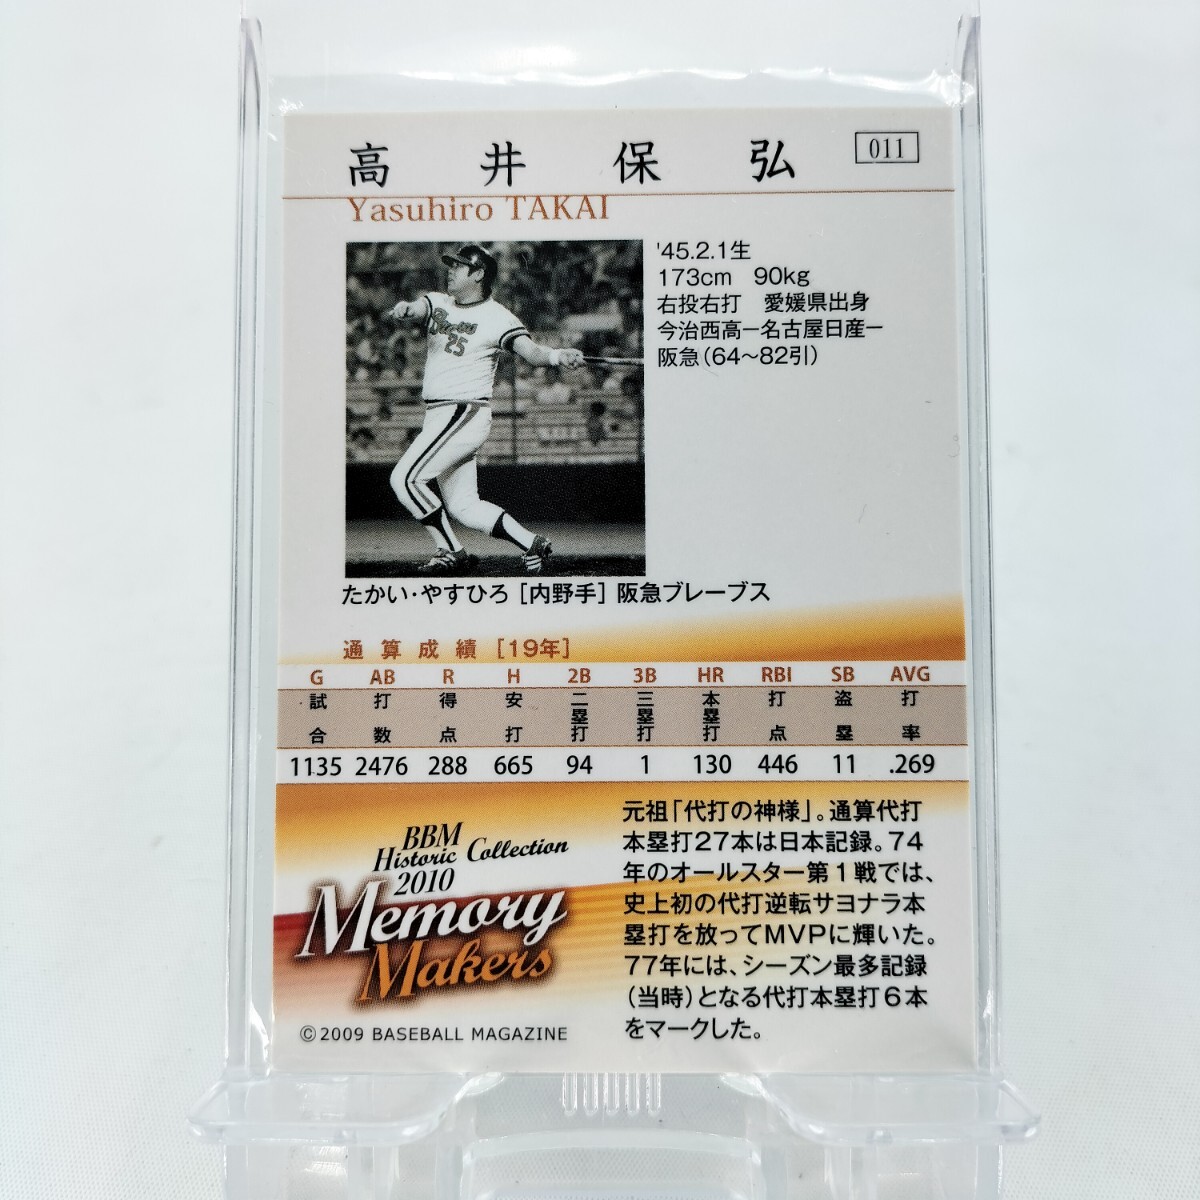 高井保弘
011
Yasuhiro TAKAI
'45.2.1生
173cm 90kg
右投右打 愛媛県出身
今治西高ー名古屋日産ー
阪急(64〜82引)
Braves
25
たかい・やすひろ[内野手]阪急ブレーブス
通算成績[19年]
G AB R H 2B 3B HR RBI SB AVG
試合 打数 得点 安打 二塁打 三塁打 本塁打 打点 盗塁 打率
1135 2476 288 665 94 1 130 446 11 .269
元祖「代打の神様」。通算代打
本塁打27本は日本記録。74
年のオールスター第1戦では、
史上初の代打逆転サヨナラ本
塁打を放ってMVPに輝いた。
77年には、シーズン最多記録
(当時)となる代打本塁打6本
をマークした。
BBM
Historic Collection
2010
Memory
Makers
©2009 BASEBALL MAGAZINE